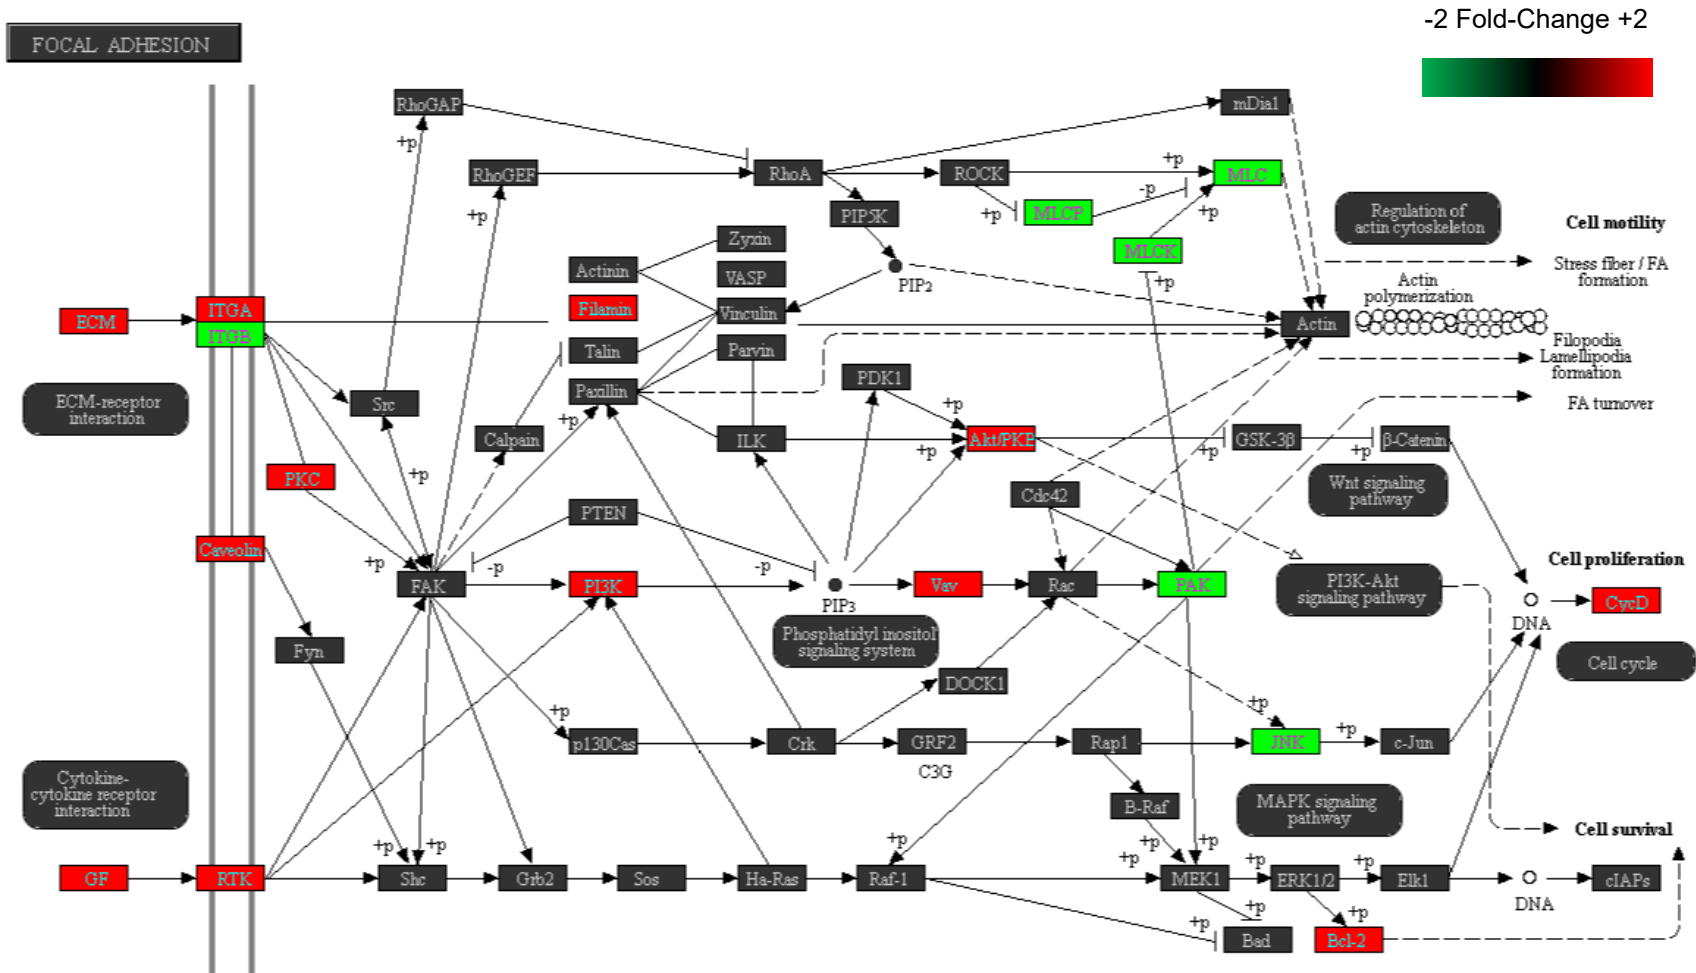 -2 Fold-Change +2
FOCAL ADHESION
RhoGAP
mDia1
+p
RhoGEF
RhoA
ROCK
+p
MLC
-p
+p
MLCP
+p
+p
PIP5K
Regulation of
actin cytoskeleton
Cell motility
Zyxin
MLCK
Actinin
VASP
PIP2
+p
Stress fiber / FA
formation
Actin
polymerization
ECM
ITGA
Filamin
Vinculin
Actin
ITGB
Talin
Parvin
Filopodia
Lamellipodia
formation
Paxillin
PDK1
ECM-receptor
interaction
Src
+p
+p
FA turnover
Calpain
ILK
+p
Akt/PKB
GSK-3β
+p
+p
β-Catenin
PKC
+p
Cdc42
Wnt signaling
pathway
PTEN
Caveolin
+p
-p
-p
Cell proliferation
FAK
PI3K
PIP3
Vav
Rac
PAK
PI3K-Akt
signaling pathway
DNA
CycD
Phosphatidyl inositol
signaling system
Fyn
Cell cycle
DOCK1
+p
+p
+p
p130Cas
Crk
GRF2
C3G
Rap1
JNK
c-Jun
Cytokine-
cytokine receptor
interaction
B-Raf
MAPK signaling
pathway
Cell survival
+p
+p
+p
+p
+p
+p
+p
GF
RTK
Shc
Grb2
Sos
Ha-Ras
Raf-1
MEK1
ERK1/2
Elk1
DNA
cIAPs
+p
+p
+p
Bad
Bcl-2